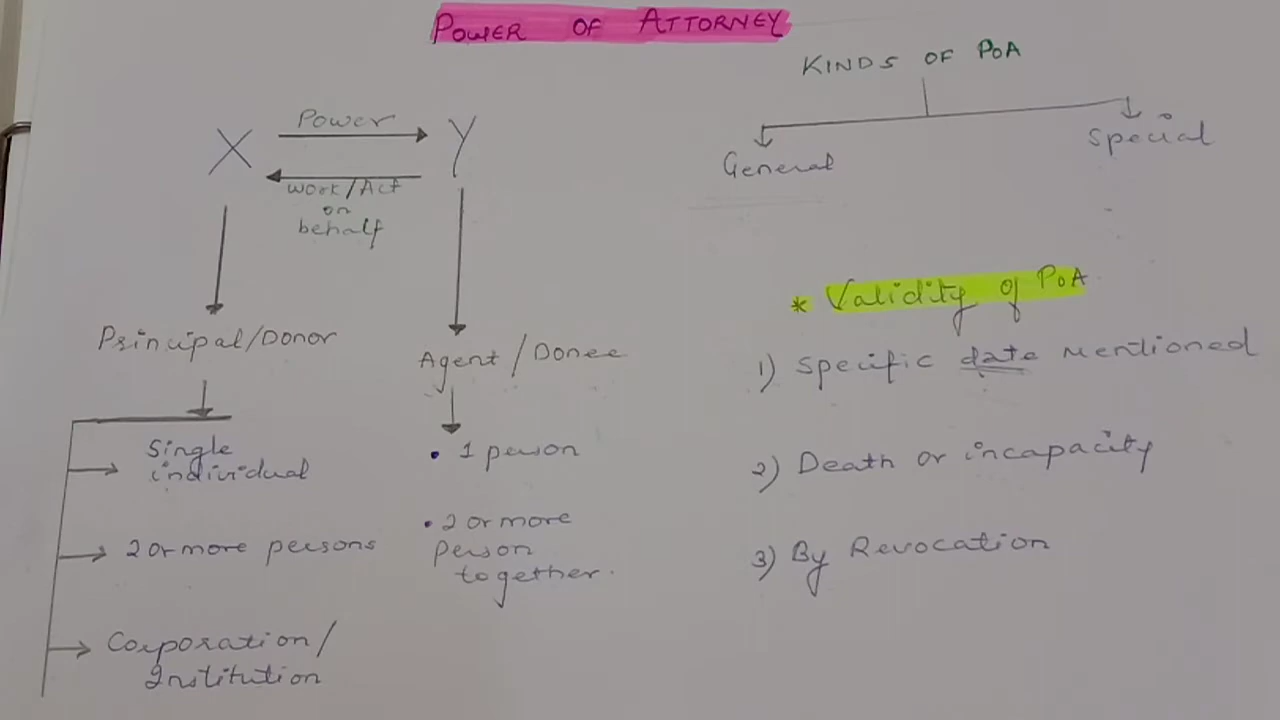 POWER OF ATTORNEY
X
Power
Y
Work/Act
on
behalf
Principal/Donor
Single
individual
2 or more persons
Corporation/
Institution
Agent/Donee
• 1 person
• 2 or more
person
together.
KINDS OF POA
General
Special
* Validity of POA
1) Specific date mentioned
2) Death or incapacity
3) By Revocation